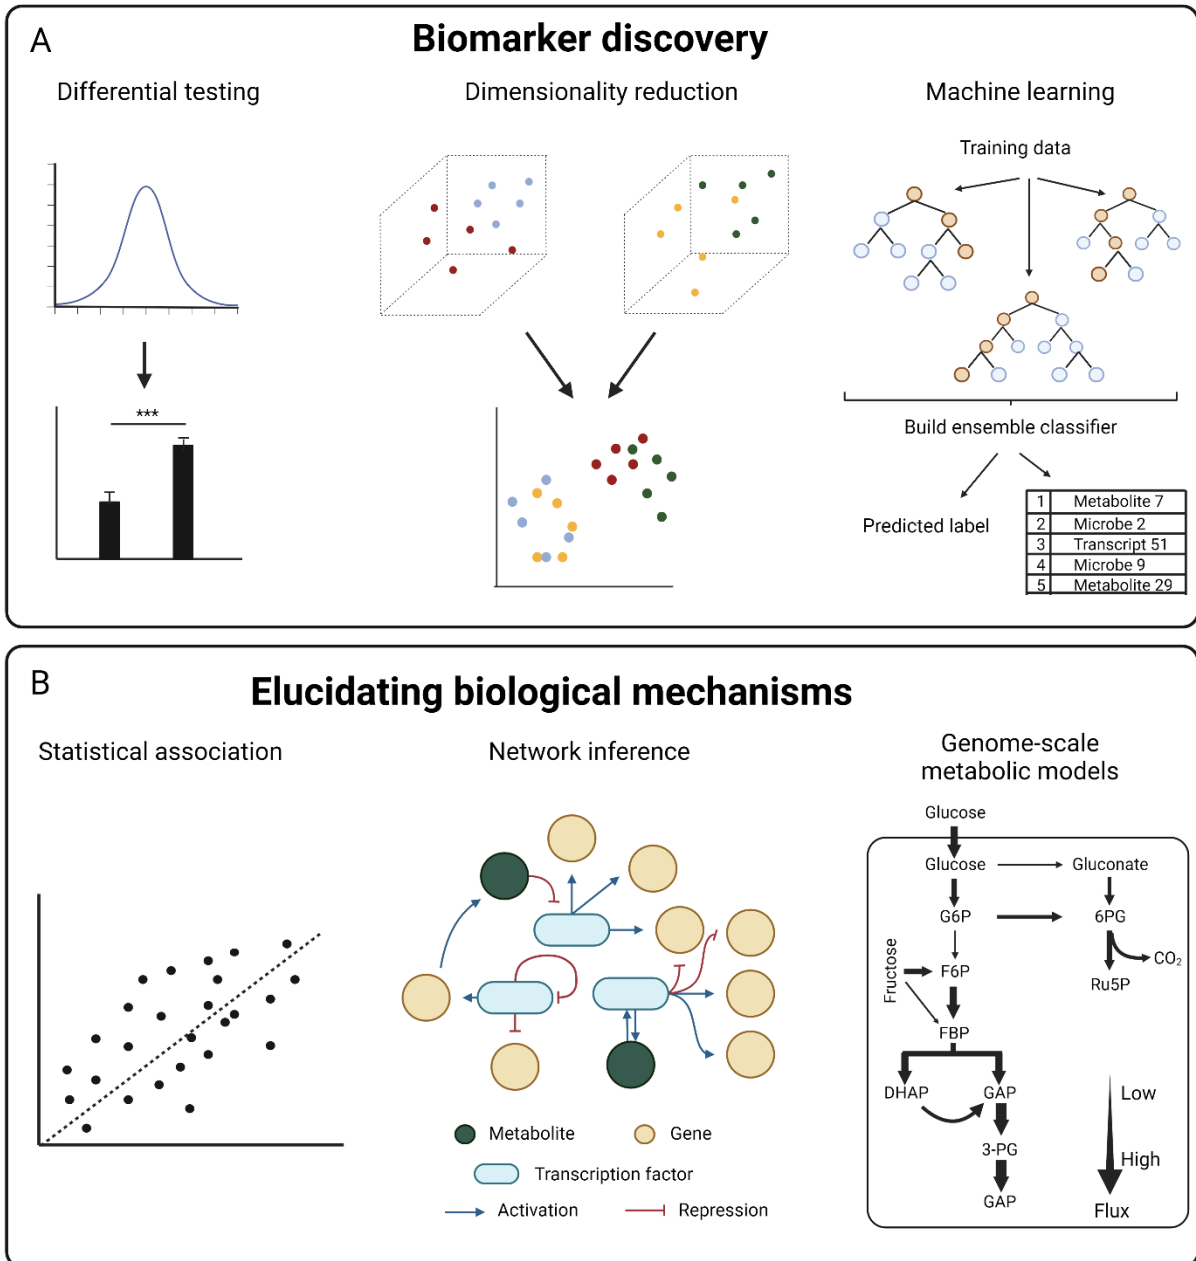 A
Biomarker discovery
Differential testing
Dimensionality reduction
Machine learning
Training data
***
Build ensemble classifier
Predicted label
1 Metabolite 7
2 Microbe 2
3 Transcript 51
4 Microbe 9
5 Metabolite 29
B
Elucidating biological mechanisms
Statistical association
Network inference
Genome-scale
metabolic models
Glucose
Glucose
Gluconate
G6P
6PG
Fructose
F6P
CO₂
Ru5P
FBP
DHAP
GAP
3-PG
GAP
Low
High
Flux
Metabolite
Gene
Transcription factor
Activation
Repression